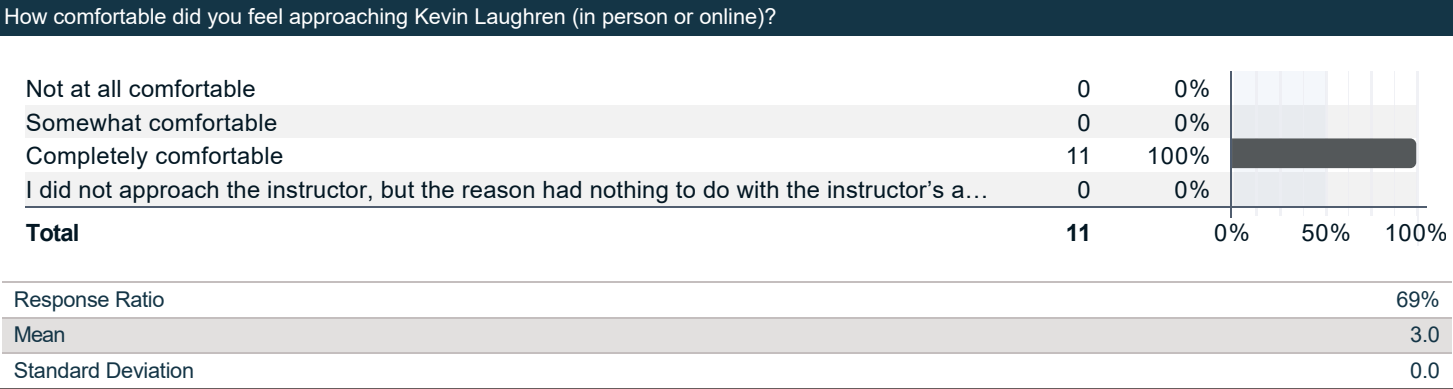 How comfortable did you feel approaching Kevin Laughren (in person or online)?
Not at all comfortable 0 0%
Somewhat comfortable 0 0%
Completely comfortable 11 100%
I did not approach the instructor, but the reason had nothing to do with the instructor’s a… 0 0%
Total 11 0% 50% 100%
Response Ratio 69%
Mean 3.0
Standard Deviation 0.0